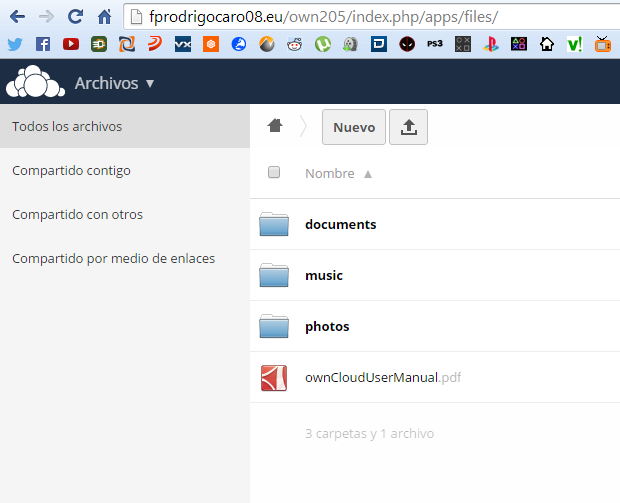 fprodrigocaro08.eu/own205/index.php/apps/files/
PS3
V!
Archivos ▼
Todos los archivos
Compartido contigo
Compartido con otros
Compartido por medio de enlaces
Nuevo
Nombre ▲
documents
music
photos
ownCloudUserManual.pdf
3 carpetas y 1 archivo